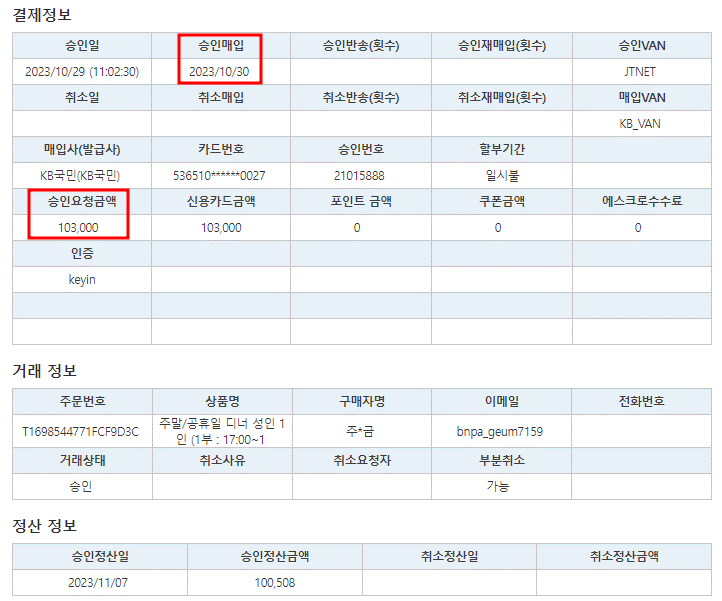 결제정보
승인일 승인매입 승인반송(횟수) 승인재매입(횟수) 승인VAN
2023/10/29 (11:02:30) 2023/10/30 JTNET
취소일 취소매입 취소반송(횟수) 취소재매입(횟수) 매입VAN
KB_VAN
매입사(발급사) 카드번호 승인번호 할부기간
KB국민(KB국민) 536510******0027 21015888 일시불
승인요청금액 신용카드금액 포인트 금액 쿠폰금액 에스크로수수료
103,000 103,000 0 0 0
인증
keyin
거래 정보
주문번호 상품명 구매자명 이메일 전화번호
T1698544771FCF9D3C 주말/공휴일 디너 성인 1 주*금 bnpa_geum7159
인 (1부 : 17:00~1
거래상태 취소사유 취소요청자 부분취소
승인 가능
정산 정보
승인정산일 승인정산금액 취소정산일 취소정산금액
2023/11/07 100,508